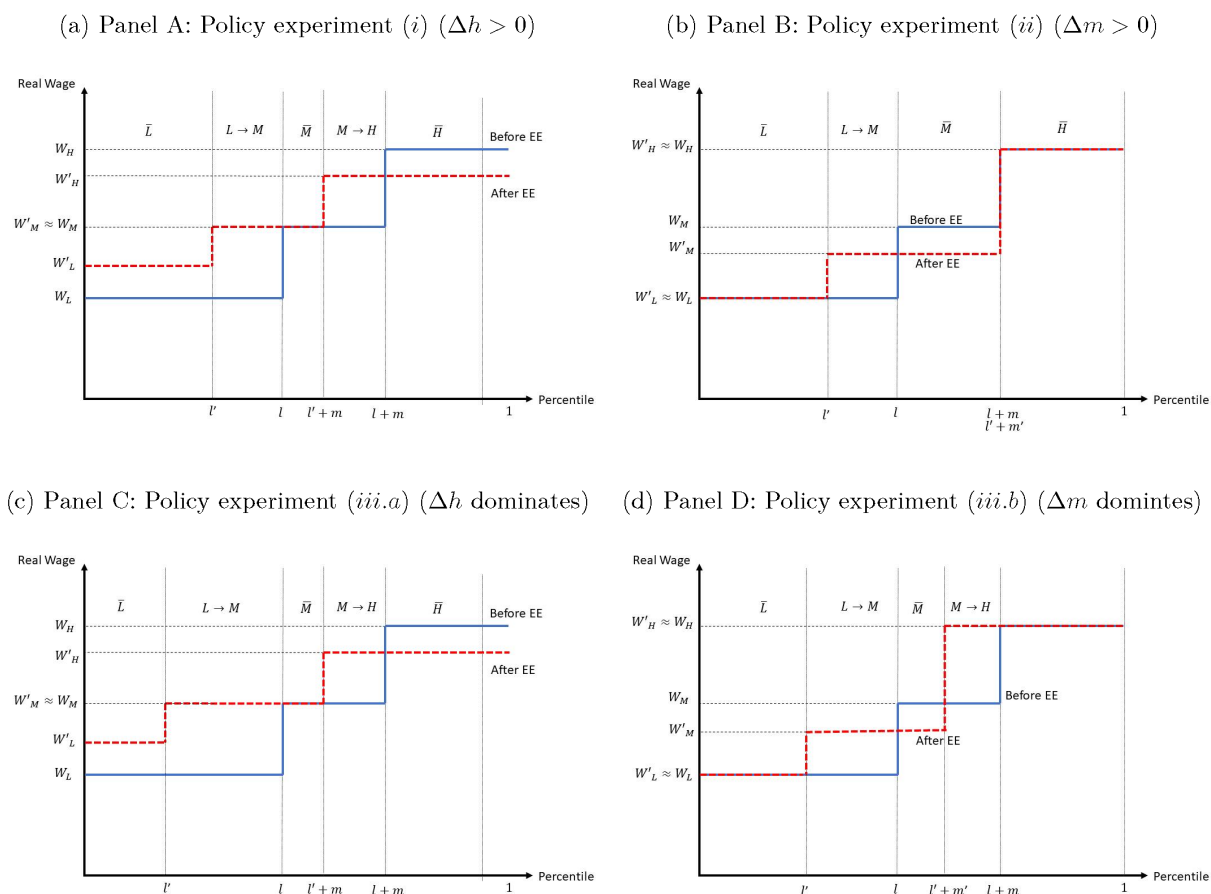 (a) Panel A: Policy experiment (i) (Δh > 0)
Real Wage
L̄
L → M
M̄
M → H
H̄
Before EE
W_H
W'_H
After EE
W'_M ≈ W_M
W'_L
W_L
l'
l
l' + m
l + m
1
Percentile
(b) Panel B: Policy experiment (ii) (Δm > 0)
Real Wage
L̄
L → M
M̄
H̄
W'_H ≈ W_H
W_M
Before EE
W'_M
After EE
W'_L ≈ W_L
l'
l
l + m
l' + m'
1
Percentile
(c) Panel C: Policy experiment (iii.a) (Δh dominates)
Real Wage
L̄
L → M
M̄
M → H
H̄
Before EE
W_H
W'_H
After EE
W'_M ≈ W_M
W'_L
W_L
l'
l
l' + m
l + m
1
Percentile
(d) Panel D: Policy experiment (iii.b) (Δm domintes)
Real Wage
L̄
L → M
M̄
M → H
H̄
W'_H ≈ W_H
W_M
Before EE
W'_M
After EE
W'_L ≈ W_L
l'
l
l' + m'
l + m
1
Percentile